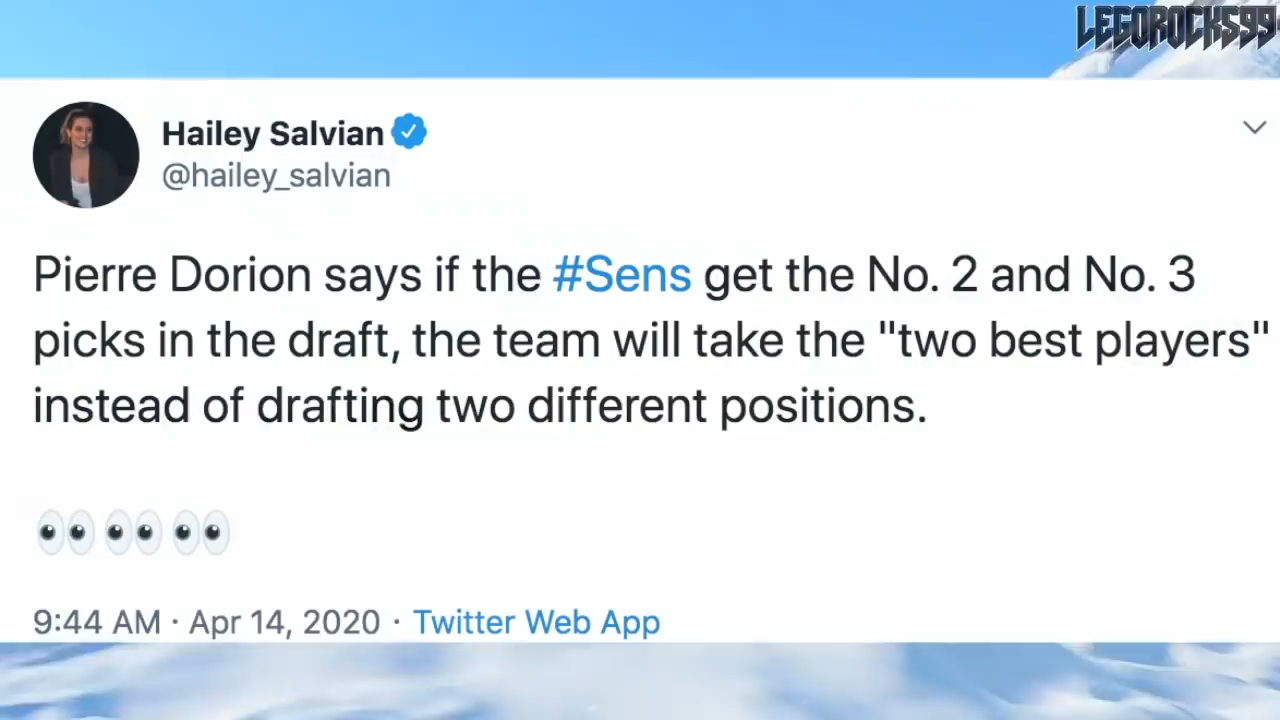 LEGOROCKS99
Hailey Salvian
@hailey_salvian
Pierre Dorion says if the #Sens get the No. 2 and No. 3
picks in the draft, the team will take the "two best players"
instead of drafting two different positions.
👀 👀 👀
9:44 AM · Apr 14, 2020 · Twitter Web App